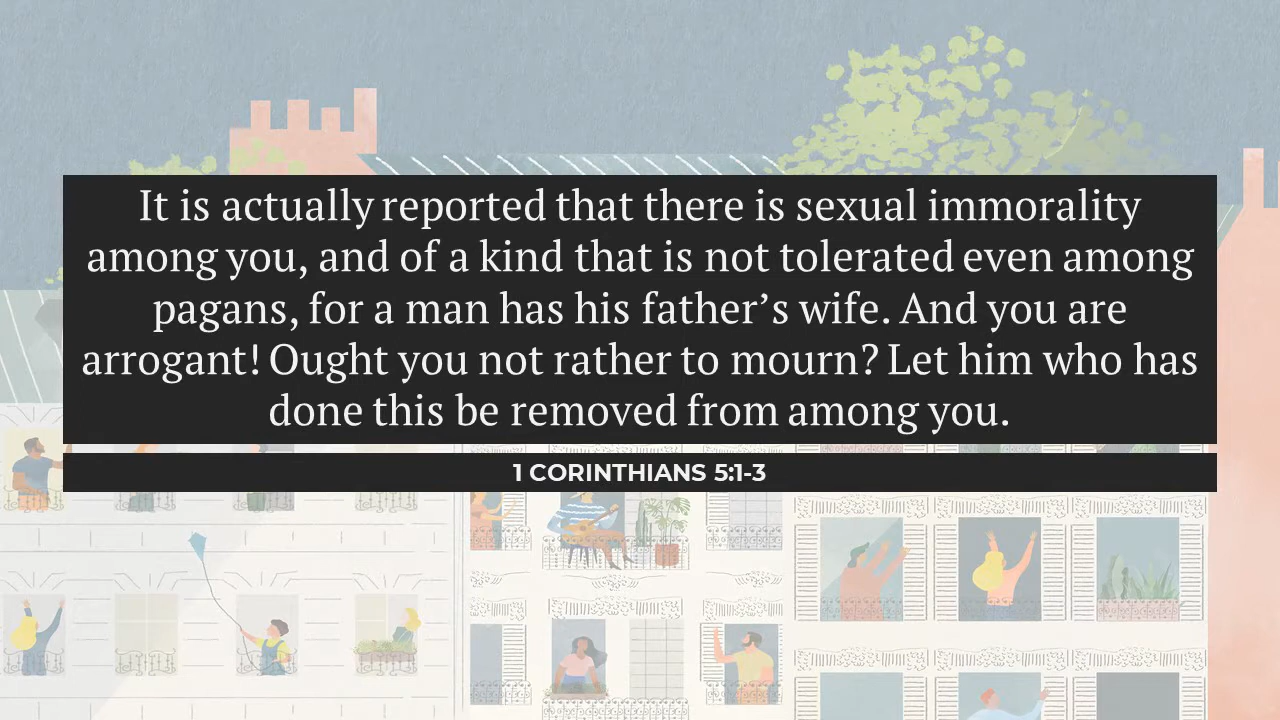 It is actually reported that there is sexual immorality
among you, and of a kind that is not tolerated even among
pagans, for a man has his father’s wife. And you are
arrogant! Ought you not rather to mourn? Let him who has
done this be removed from among you.
1 CORINTHIANS 5:1-3